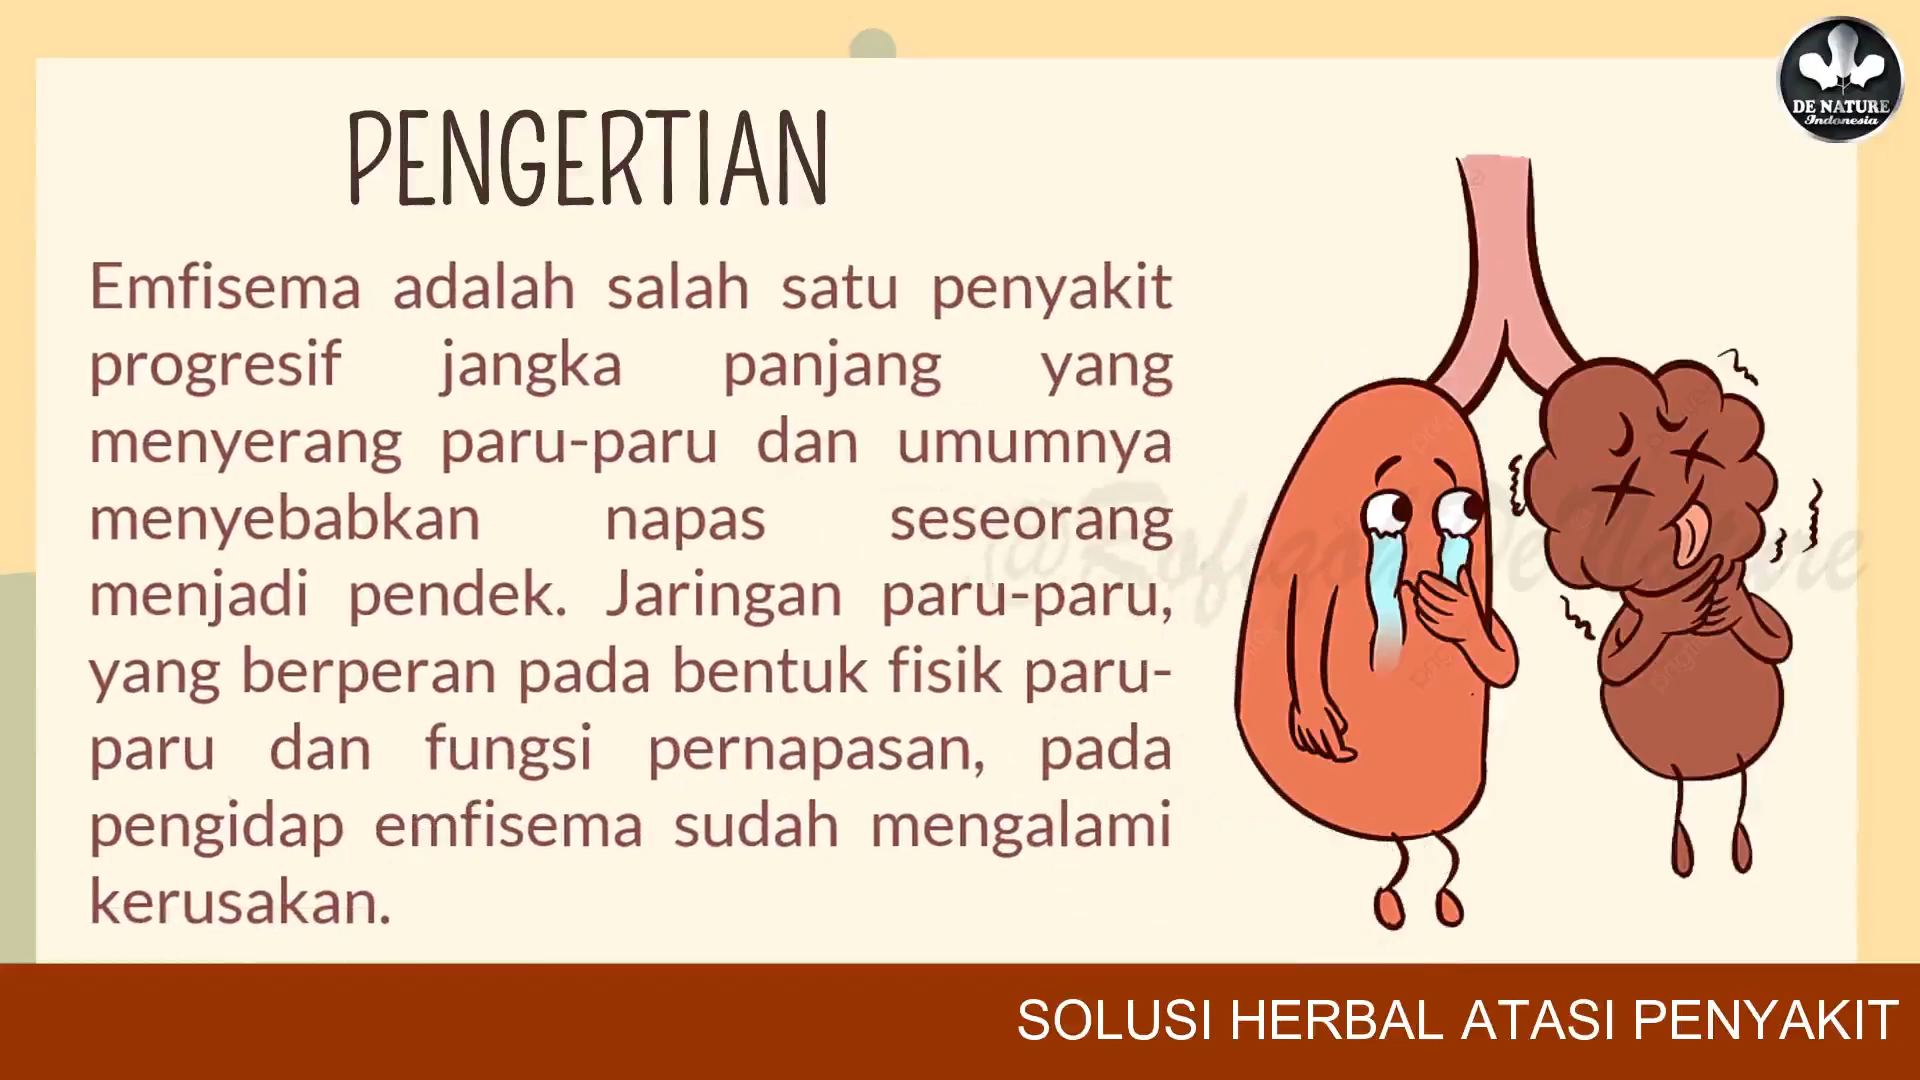 DE NATURE
Indonesia
PENGERTIAN
Emfisema adalah salah satu penyakit
progresif jangka panjang yang
menyerang paru-paru dan umumnya
menyebabkan napas seseorang
menjadi pendek. Jaringan paru-paru,
yang berperan pada bentuk fisik paru-
paru dan fungsi pernapasan, pada
pengidap emfisema sudah mengalami
kerusakan.
SOLUSI HERBAL ATASI PENYAKIT